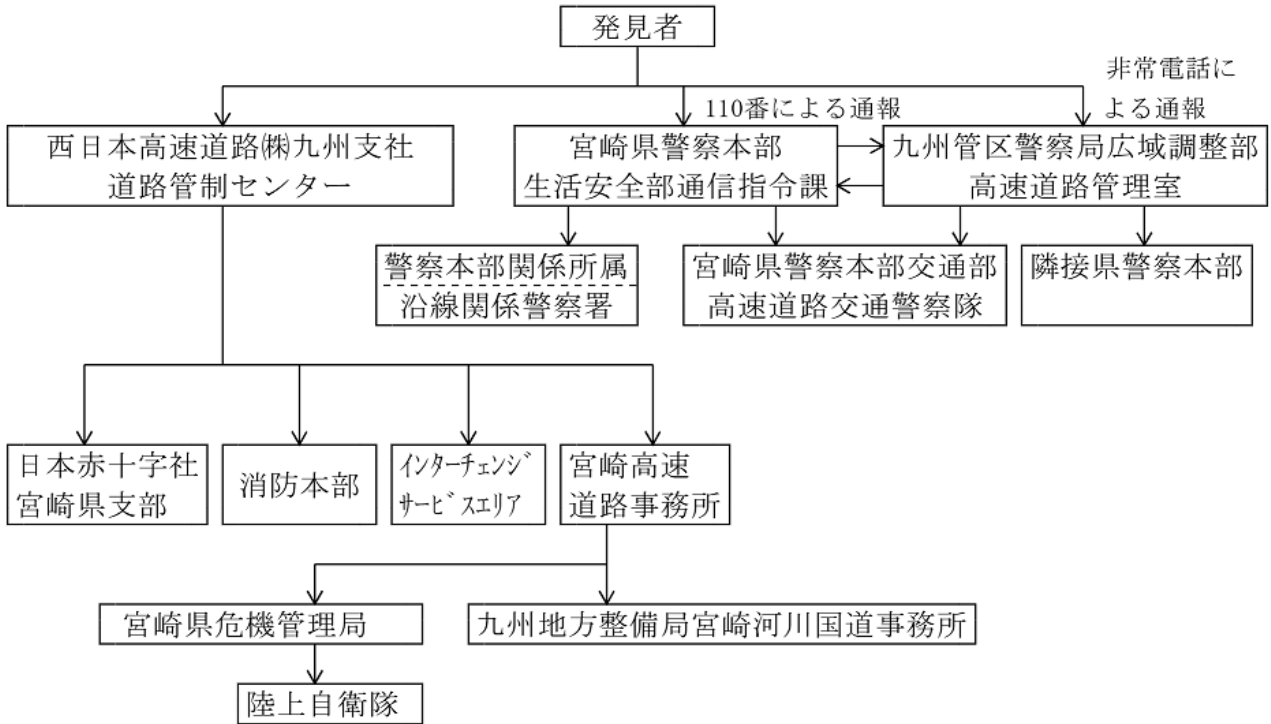 発見者
非常電話に
よる通報
110番による通報
西日本高速道路㈱九州支社
道路管制センター
宮崎県警察本部
生活安全部通信指令課
九州管区警察局広域調整部
高速道路管理室
警察本部関係所属
沿線関係警察署
宮崎県警察本部交通部
高速道路交通警察隊
隣接県警察本部
日本赤十字社
宮崎県支部
消防本部
ｲﾝﾀｰﾁｪﾝｼﾞ
ｻｰﾋﾞｽｴﾘｱ
宮崎高速
道路事務所
宮崎県危機管理局
九州地方整備局宮崎河川国道事務所
陸上自衛隊